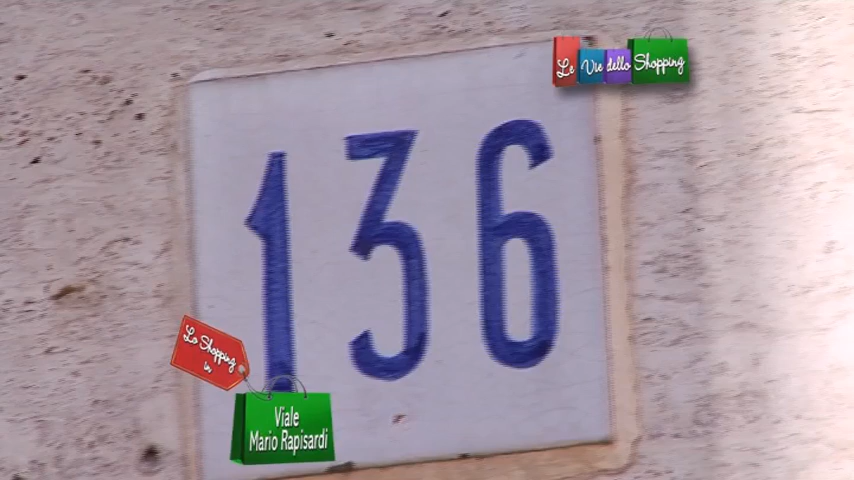 Le Vie dello Shopping
136
Lo Shopping
in
Viale
Mario Rapisardi